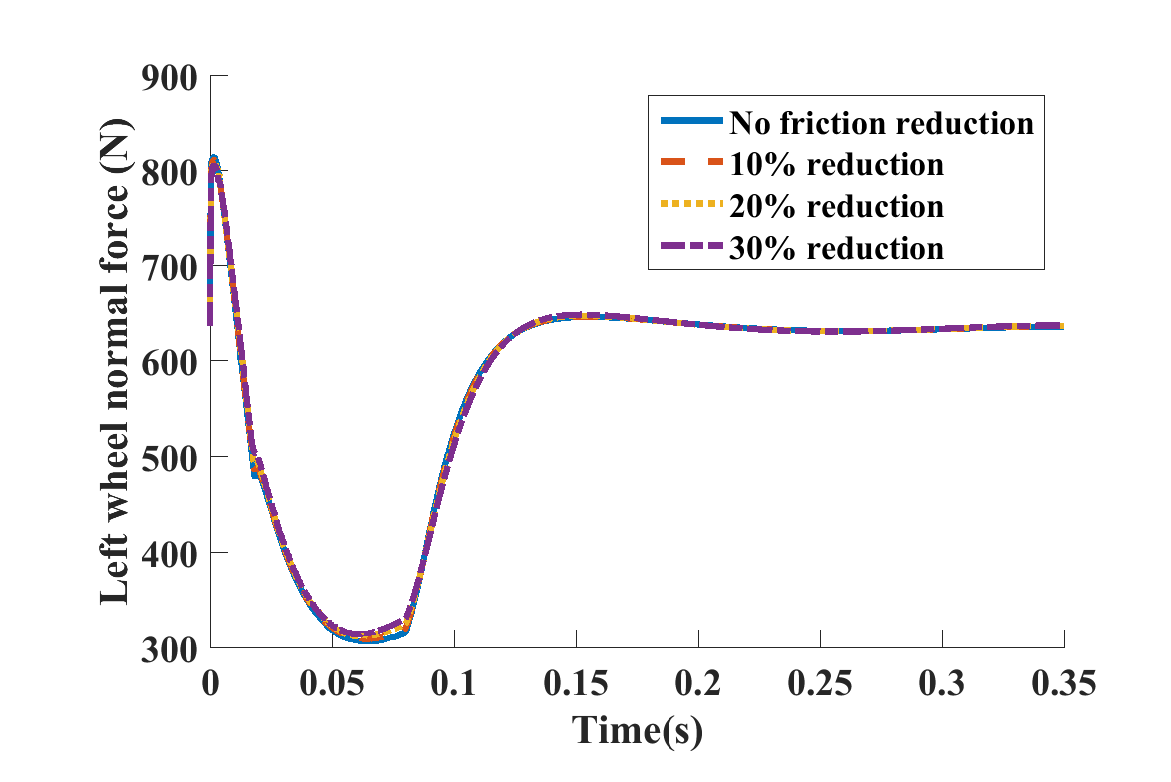 900
800
700
600
500
400
300
0
0.05
0.1
0.15
0.2
0.25
0.3
0.35
Left wheel normal force (N)
Time(s)
No friction reduction
10% reduction
20% reduction
30% reduction